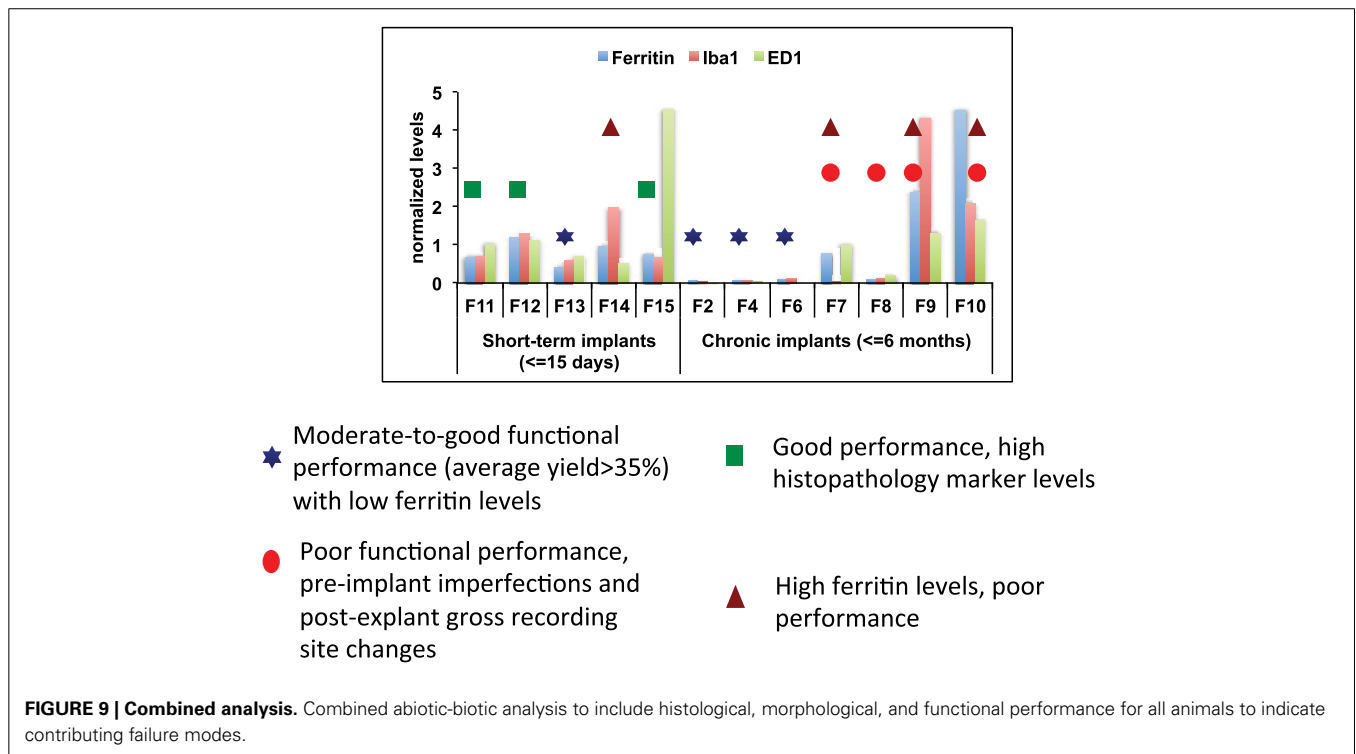 Ferritin Iba1 ED1
normalized levels
5
4
3
2
1
0
F11 F12 F13 F14 F15 F2 F4 F6 F7 F8 F9 F10
Short-term implants
(<=15 days)
Chronic implants (<=6 months)
Moderate-to-good functional
performance (average yield>35%)
with low ferritin levels
Good performance, high
histopathology marker levels
Poor functional performance,
pre-implant imperfections and
post-explant gross recording
site changes
High ferritin levels, poor
performance
FIGURE 9 | Combined analysis. Combined abiotic-biotic analysis to include histological, morphological, and functional performance for all animals to indicate
contributing failure modes.